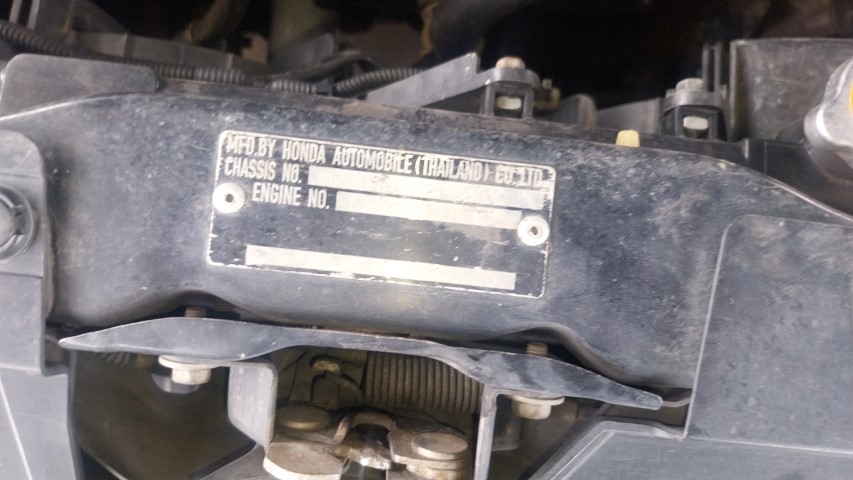 MFD.BY HONDA AUTOMOBILE (THAILAND) CO.,LTD.
CHASSIS NO.
ENGINE NO.